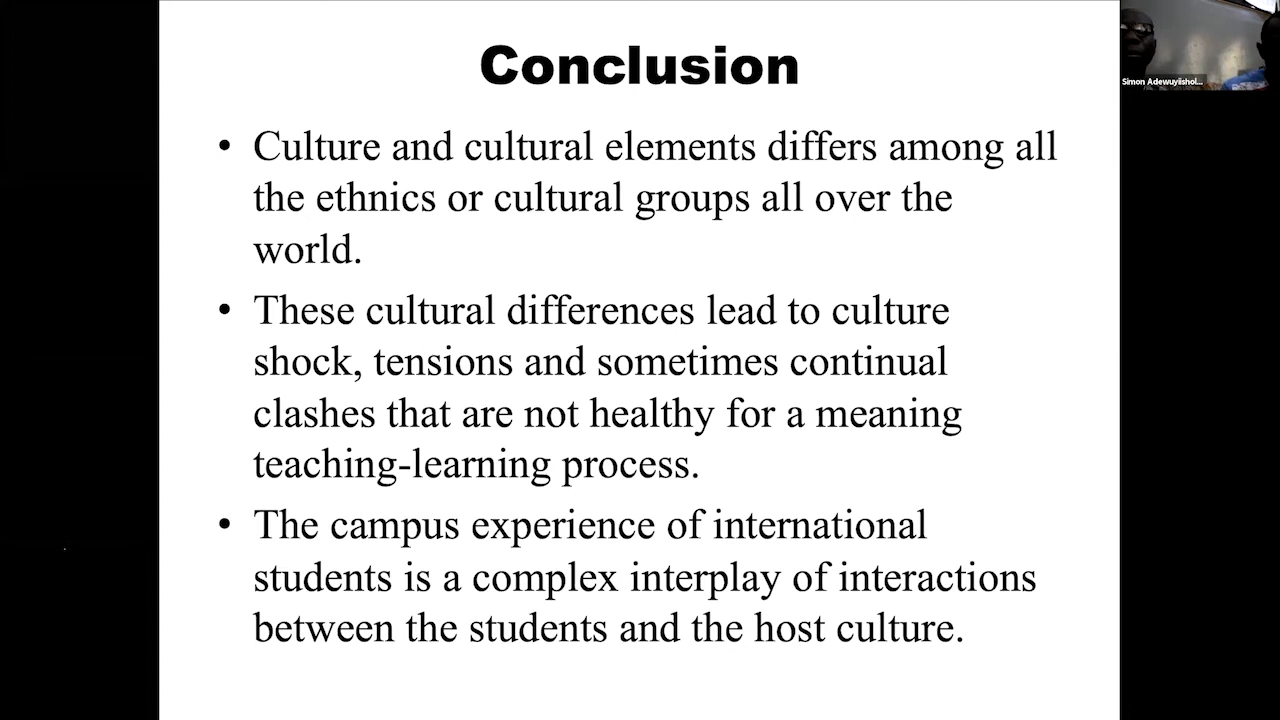 Conclusion
• Culture and cultural elements differs among all
the ethnics or cultural groups all over the
world.
• These cultural differences lead to culture
shock, tensions and sometimes continual
clashes that are not healthy for a meaning
teaching-learning process.
• The campus experience of international
students is a complex interplay of interactions
between the students and the host culture.
Simon Adewuyiishol...